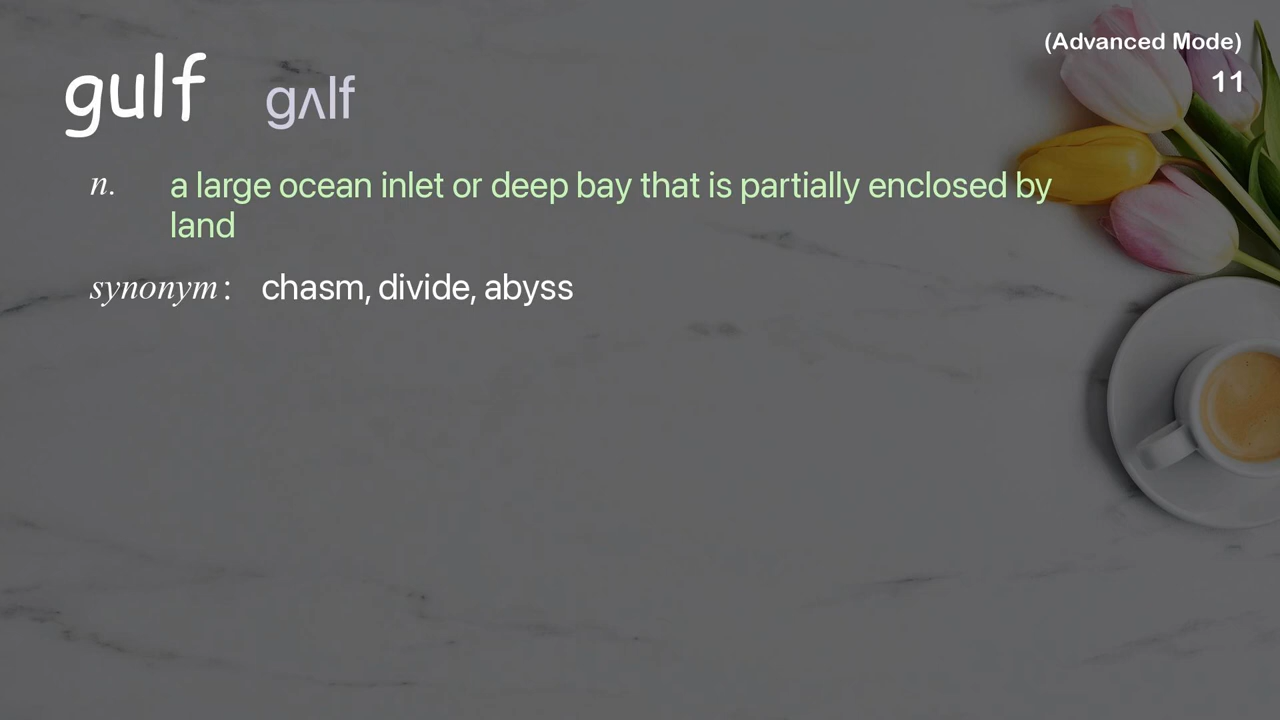 (Advanced Mode)
11
gulf gʌlf
n. a large ocean inlet or deep bay that is partially enclosed by
land
synonym: chasm, divide, abyss